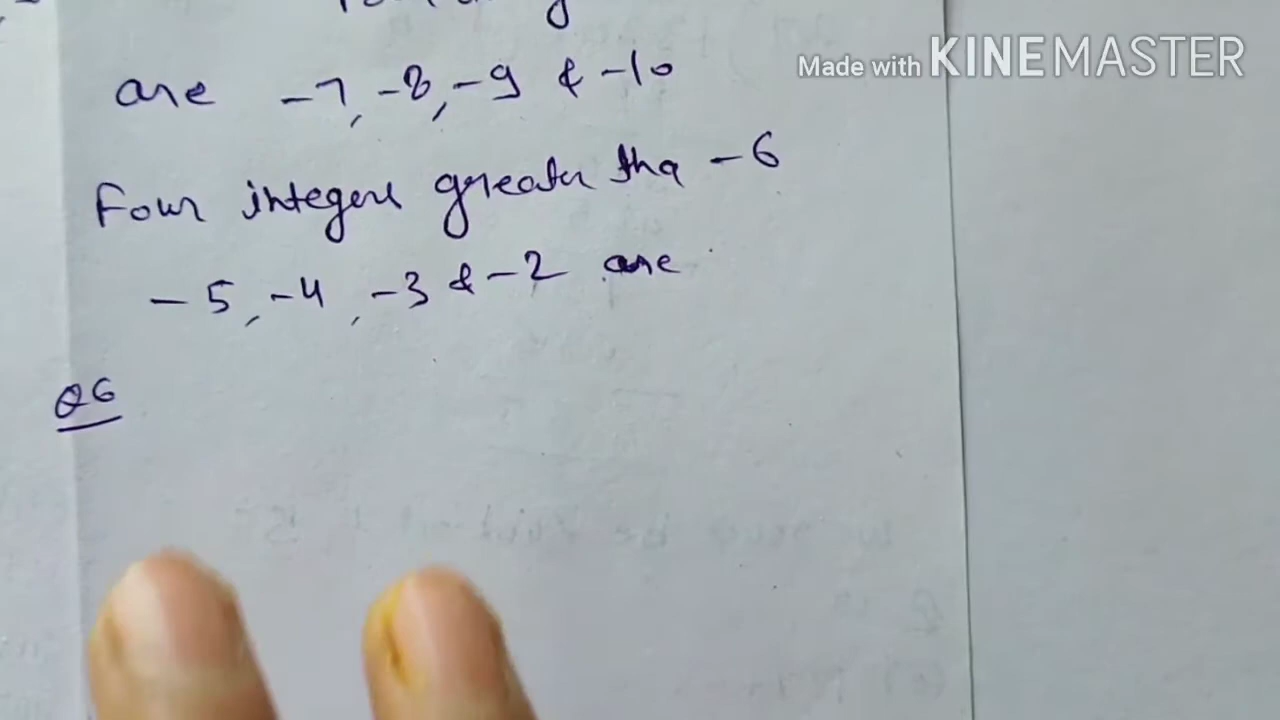 Made with KINEMASTER
are -7, -8, -9 & -10
Four integers greater tha -6
-5, -4, -3 & -2 are
Q6